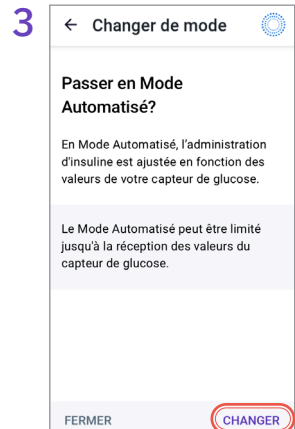 3
← Changer de mode
Passer en Mode
Automatisé?
En Mode Automatisé, l'administration
d'insuline est ajustée en fonction des
valeurs de votre capteur de glucose.
Le Mode Automatisé peut être limité
jusqu'à la réception des valeurs du
capteur de glucose.
FERMER CHANGER